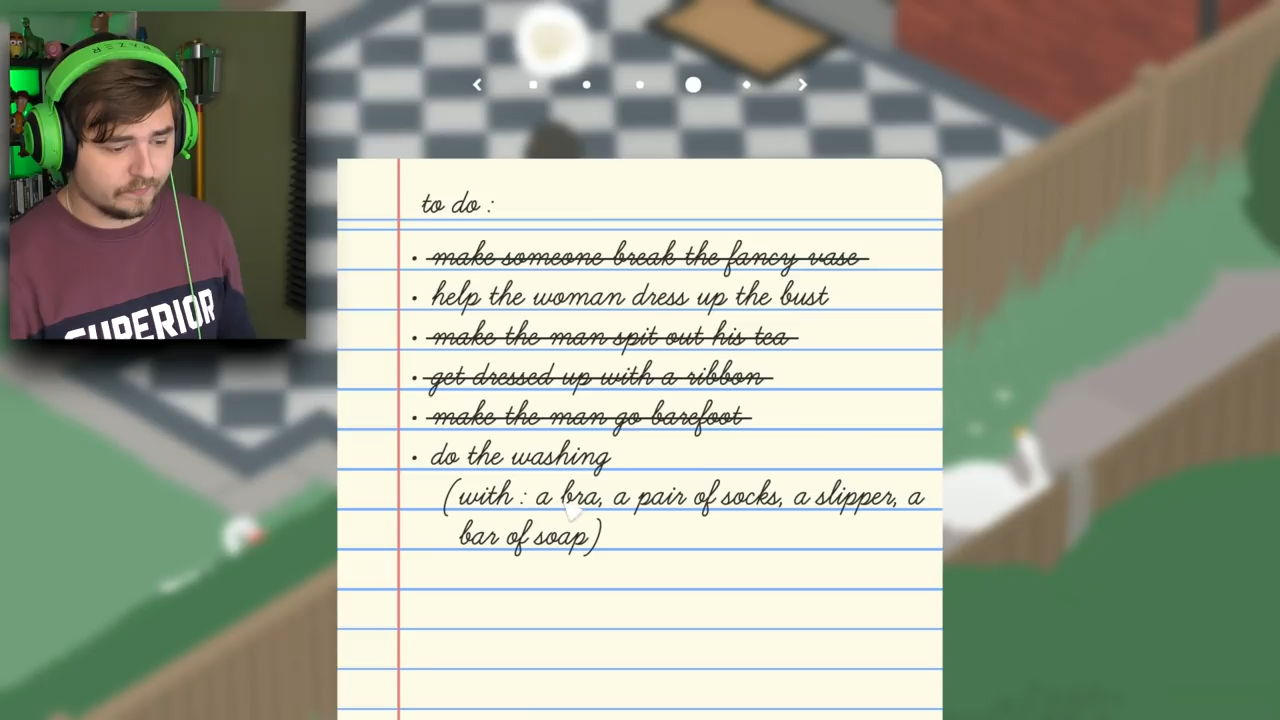 RAZER
SUPERIOR
to do :
• make someone break the fancy vase
• help the woman dress up the bust
• make the man spit out his tea
• get dressed up with a ribbon
• make the man go barefoot
• do the washing
(with : a bra, a pair of socks, a slipper, a
bar of soap)